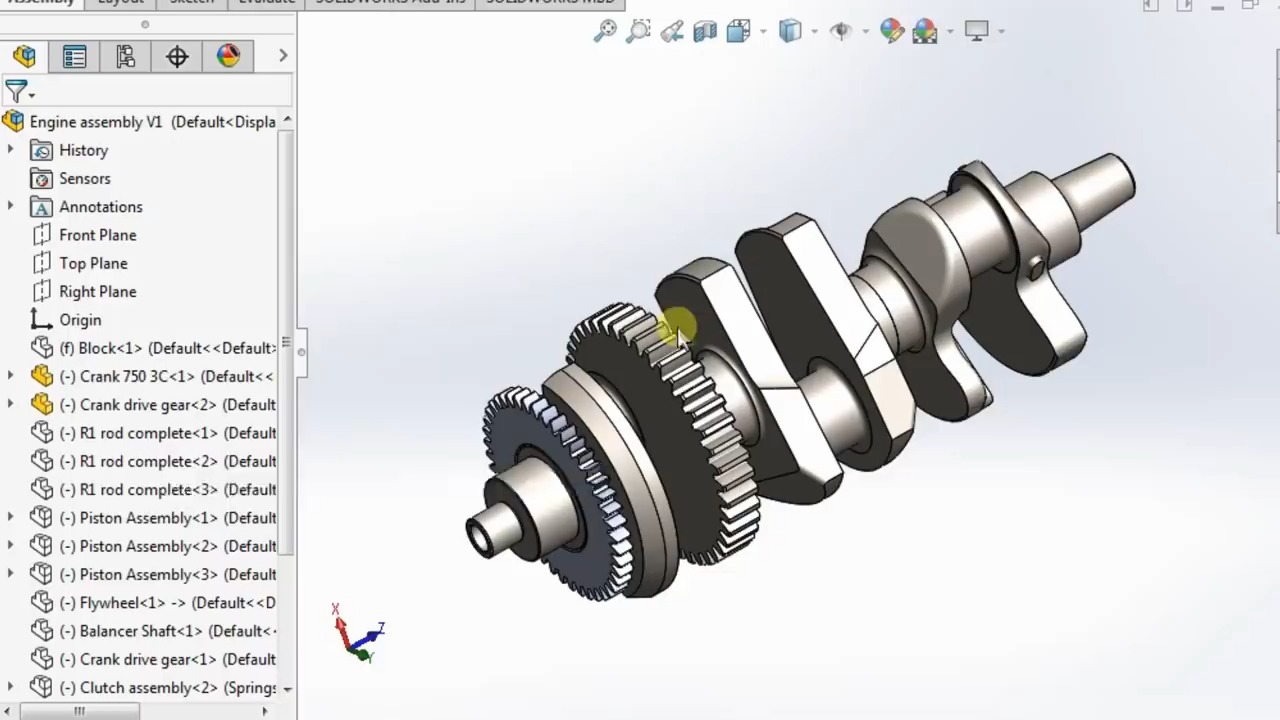 Assembly Layout Sketch Evaluate SOLIDWORKS Add-Ins SOLIDWORKS MBD
Engine assembly V1 (Default<Displa
History
Sensors
A Annotations
Front Plane
Top Plane
Right Plane
Origin
(f) Block<1> (Default<<Default>
(-) Crank 750 3C<1> (Default<<
(-) Crank drive gear<2> (Default
(-) R1 rod complete<1> (Default
(-) R1 rod complete<2> (Default
(-) R1 rod complete<3> (Default
(-) Piston Assembly<1> (Default
(-) Piston Assembly<2> (Default
(-) Piston Assembly<3> (Default
(-) Flywheel<1> -> (Default<<D
(-) Balancer Shaft<1> (Default<
(-) Crank drive gear<1> (Default
(-) Clutch assembly<2> (Springs
X
Z
Y